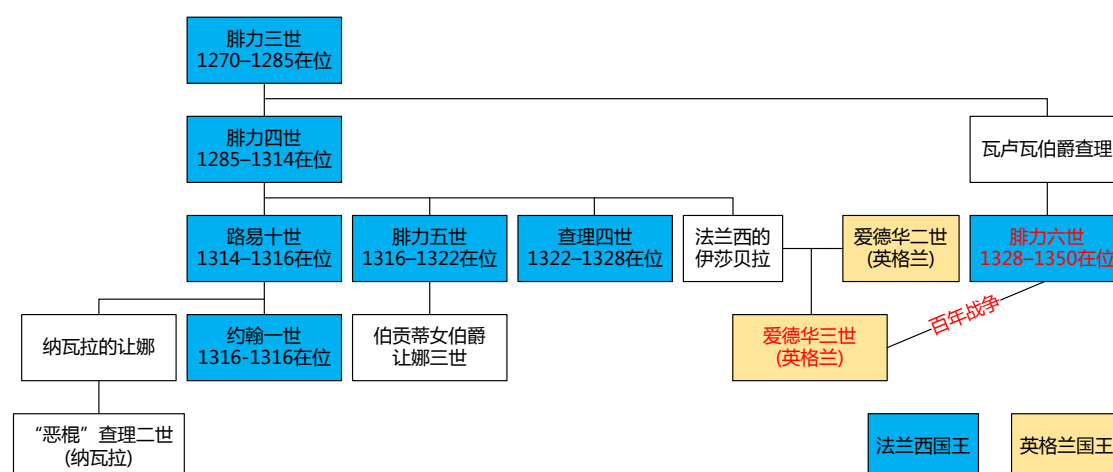 腓力三世
1270–1285在位
腓力四世
1285–1314在位
瓦卢瓦伯爵查理
路易十世
1314–1316在位
腓力五世
1316–1322在位
查理四世
1322–1328在位
法兰西的
伊莎贝拉
爱德华二世
(英格兰)
腓力六世
1328–1350在位
百年战争
纳瓦拉的让娜
约翰一世
1316-1316在位
伯贡蒂女伯爵
让娜三世
爱德华三世
(英格兰)
“恶棍”查理二世
(纳瓦拉)
法兰西国王
英格兰国王